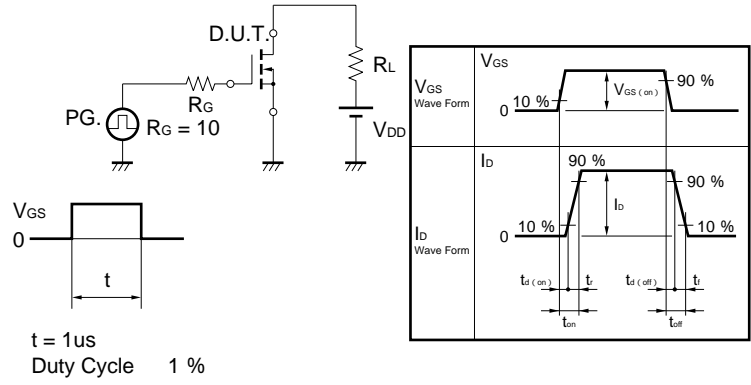 D.U.T.
RL
RG
PG.
RG = 10
VDD
VGS
0
t
t = 1us
Duty Cycle 1 %
VGS
Wave Form
VGS
10 %
0
VGS (on)
90 %
ID
Wave Form
ID
90 %
10 %
0
ID
90 %
10 %
td (on)
tr
td (off)
tf
ton
toff